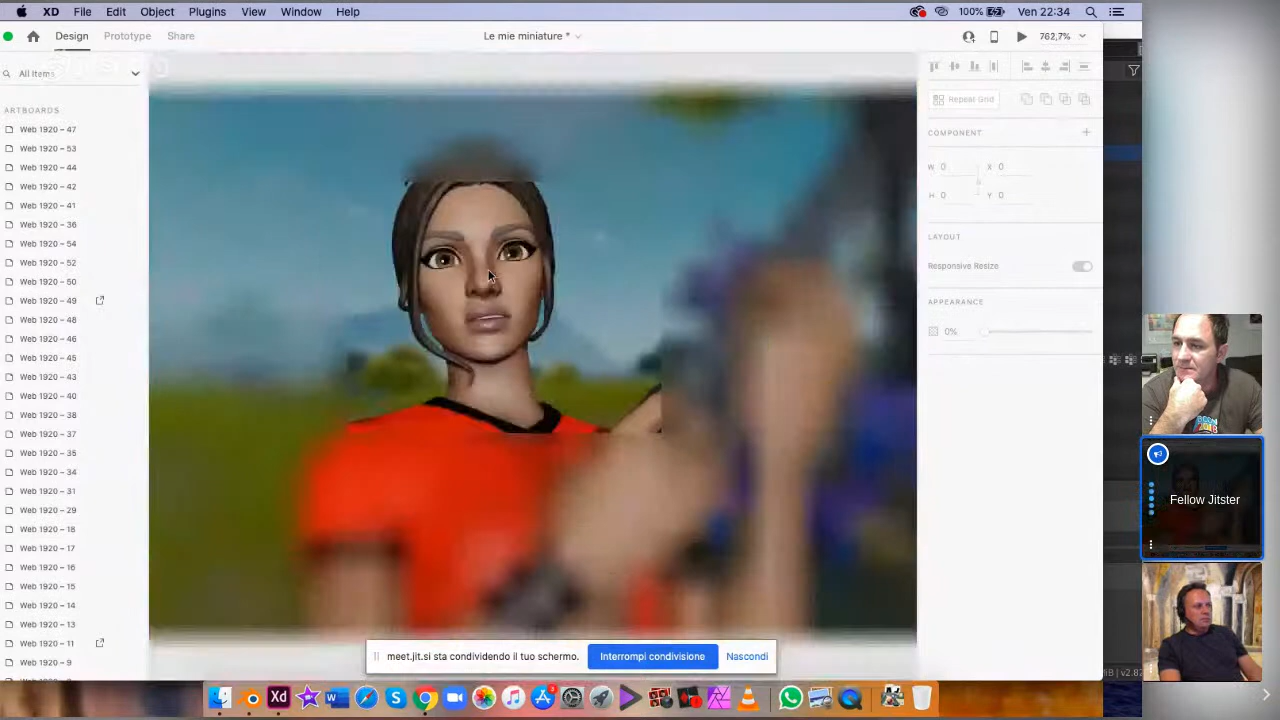 XD File Edit Object Plugins View Window Help 100% Ven 22:34
Design Prototype Share Le mie miniature * 762,7%
All Items
jitsi.org
ARTBOARDS
Web 1920 – 47
Web 1920 – 53
Web 1920 – 44
Web 1920 – 42
Web 1920 – 41
Web 1920 – 36
Web 1920 – 54
Web 1920 – 52
Web 1920 – 50
Web 1920 – 49
Web 1920 – 48
Web 1920 – 46
Web 1920 – 45
Web 1920 – 43
Web 1920 – 40
Web 1920 – 38
Web 1920 – 37
Web 1920 – 35
Web 1920 – 34
Web 1920 – 31
Web 1920 – 29
Web 1920 – 18
Web 1920 – 17
Web 1920 – 16
Web 1920 – 15
Web 1920 – 14
Web 1920 – 13
Web 1920 – 11
Web 1920 – 9
Repeat Grid
COMPONENT
W 0 X 0
H 0 Y 0
LAYOUT
Responsive Resize
APPEARANCE
0%
Fellow Jitster
meet.jit.si sta condividendo il tuo schermo. Interrompi condivisione Nascondi
Xd